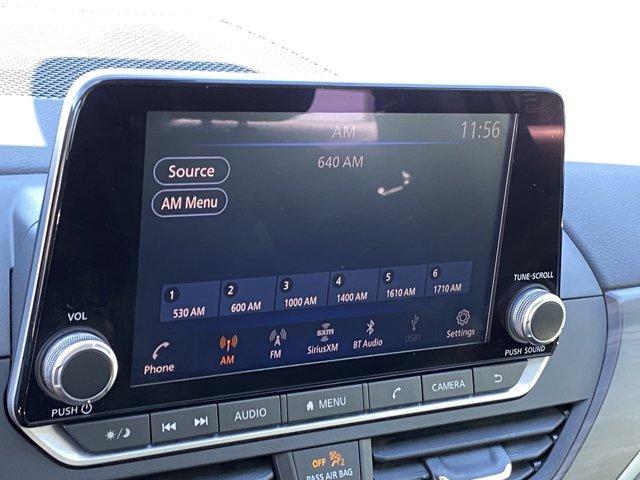 AM 11:56
640 AM
Source
AM Menu
1 2 3 4 5 6
530 AM 600 AM 1000 AM 1400 AM 1610 AM 1710 AM
Phone AM FM SiriusXM BT Audio USB1 Settings
sxm
VOL
PUSH
TUNE·SCROLL
PUSH SOUND
AUDIO MENU CAMERA
OFF 2
PASS AIR BAG